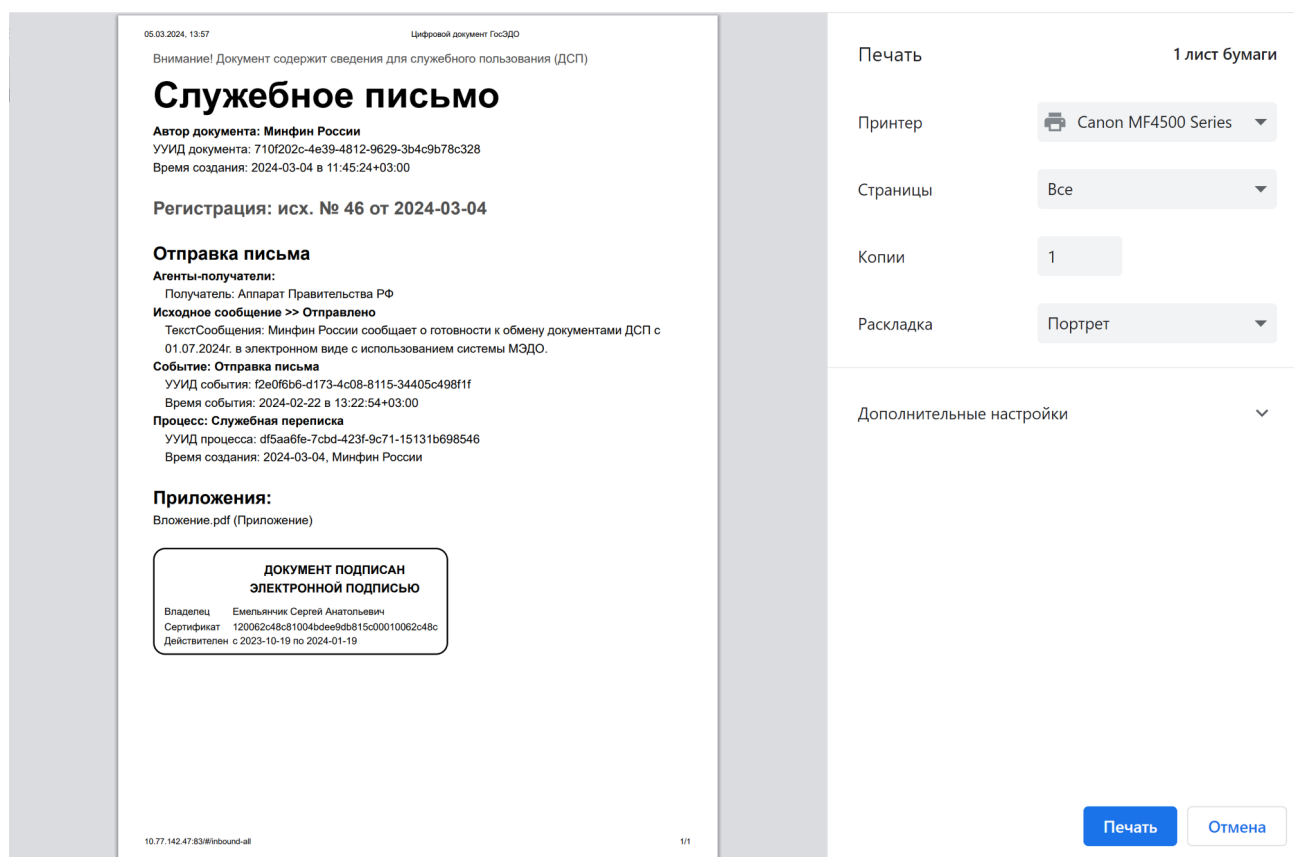 05.03.2024, 13:57 Цифровой документ ГосЭДО
Внимание! Документ содержит сведения для служебного пользования (ДСП)
Служебное письмо
Автор документа: Минфин России
УУИД документа: 710f202c-4e39-4812-9629-3b4c9b78c328
Время создания: 2024-03-04 в 11:45:24+03:00
Регистрация: исх. № 46 от 2024-03-04
Отправка письма
Агенты-получатели:
Получатель: Аппарат Правительства РФ
Исходное сообщение >> Отправлено
ТекстСообщения: Минфин России сообщает о готовности к обмену документами ДСП с
01.07.2024г. в электронном виде с использованием системы МЭДО.
Событие: Отправка письма
УУИД события: f2e0f6b6-d173-4c08-8115-34405c498f1f
Время события: 2024-02-22 в 13:22:54+03:00
Процесс: Служебная переписка
УУИД процесса: df5aa6fe-7cbd-423f-9c71-15131b698546
Время создания: 2024-03-04, Минфин России
Приложения:
Вложение.pdf (Приложение)
ДОКУМЕНТ ПОДПИСАН
ЭЛЕКТРОННОЙ ПОДПИСЬЮ
Владелец Емельянчик Сергей Анатольевич
Сертификат 120062c48c81004bdee9db815c00010062c48c
Действителен с 2023-10-19 по 2024-01-19
10.77.142.47:83/#/inbound-all 1/1
Печать 1 лист бумаги
Принтер Canon MF4500 Series
Страницы Все
Копии 1
Раскладка Портрет
Дополнительные настройки
Печать Отмена